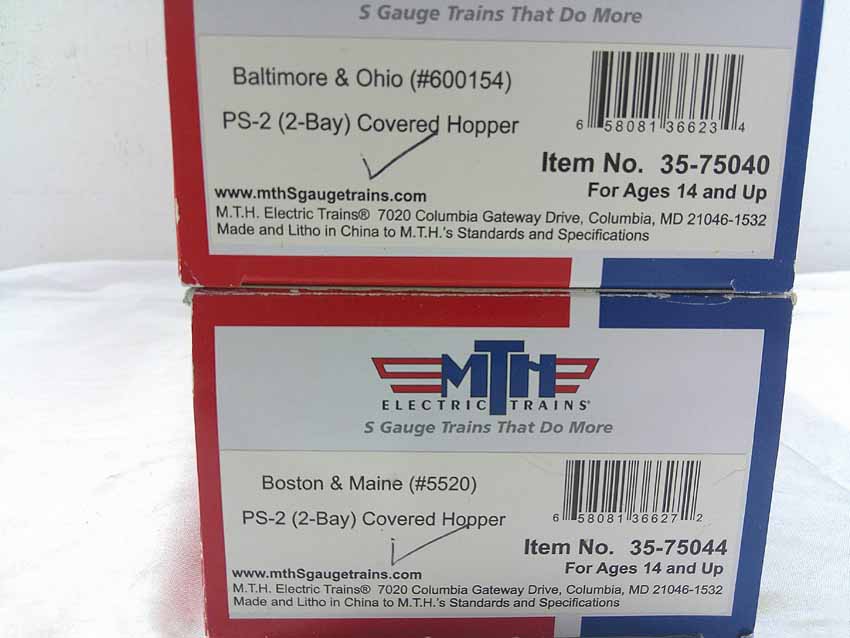 S Gauge Trains That Do More
Baltimore & Ohio (#600154)
PS-2 (2-Bay) Covered Hopper
6 58081 36623 4
Item No. 35-75040
For Ages 14 and Up
www.mthSgaugetrains.com
M.T.H. Electric Trains® 7020 Columbia Gateway Drive, Columbia, MD 21046-1532
Made and Litho in China to M.T.H.'s Standards and Specifications
MTH
ELECTRIC TRAINS®
S Gauge Trains That Do More
Boston & Maine (#5520)
PS-2 (2-Bay) Covered Hopper
6 58081 36627 2
Item No. 35-75044
For Ages 14 and Up
www.mthSgaugetrains.com
M.T.H. Electric Trains® 7020 Columbia Gateway Drive, Columbia, MD 21046-1532
Made and Litho in China to M.T.H.'s Standards and Specifications